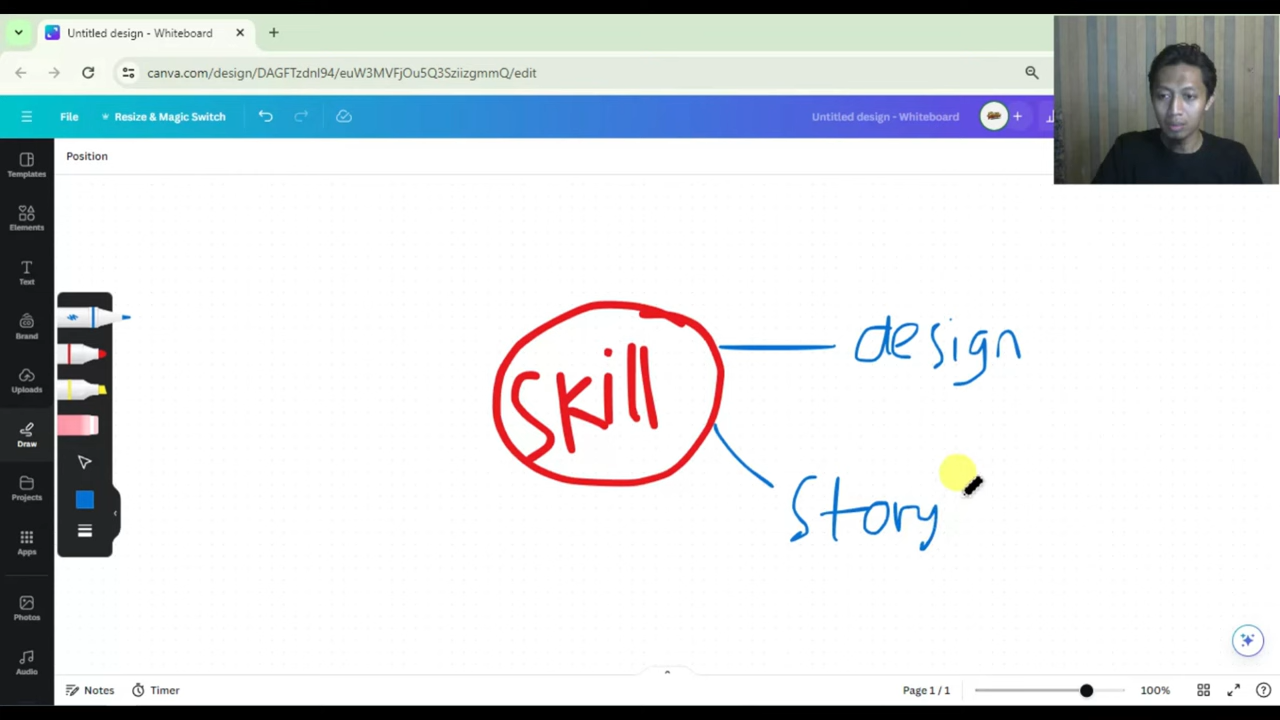 Untitled design - Whiteboard
canva.com/design/DAGFTzdnI94/euW3MVFjOu5Q3SziizgmmQ/edit
File
Resize & Magic Switch
Untitled design - Whiteboard
Position
Templates
Elements
Text
Brand
Uploads
Draw
Projects
Apps
Photos
Audio
skill
design
Story
Notes
Timer
Page 1 / 1
100%